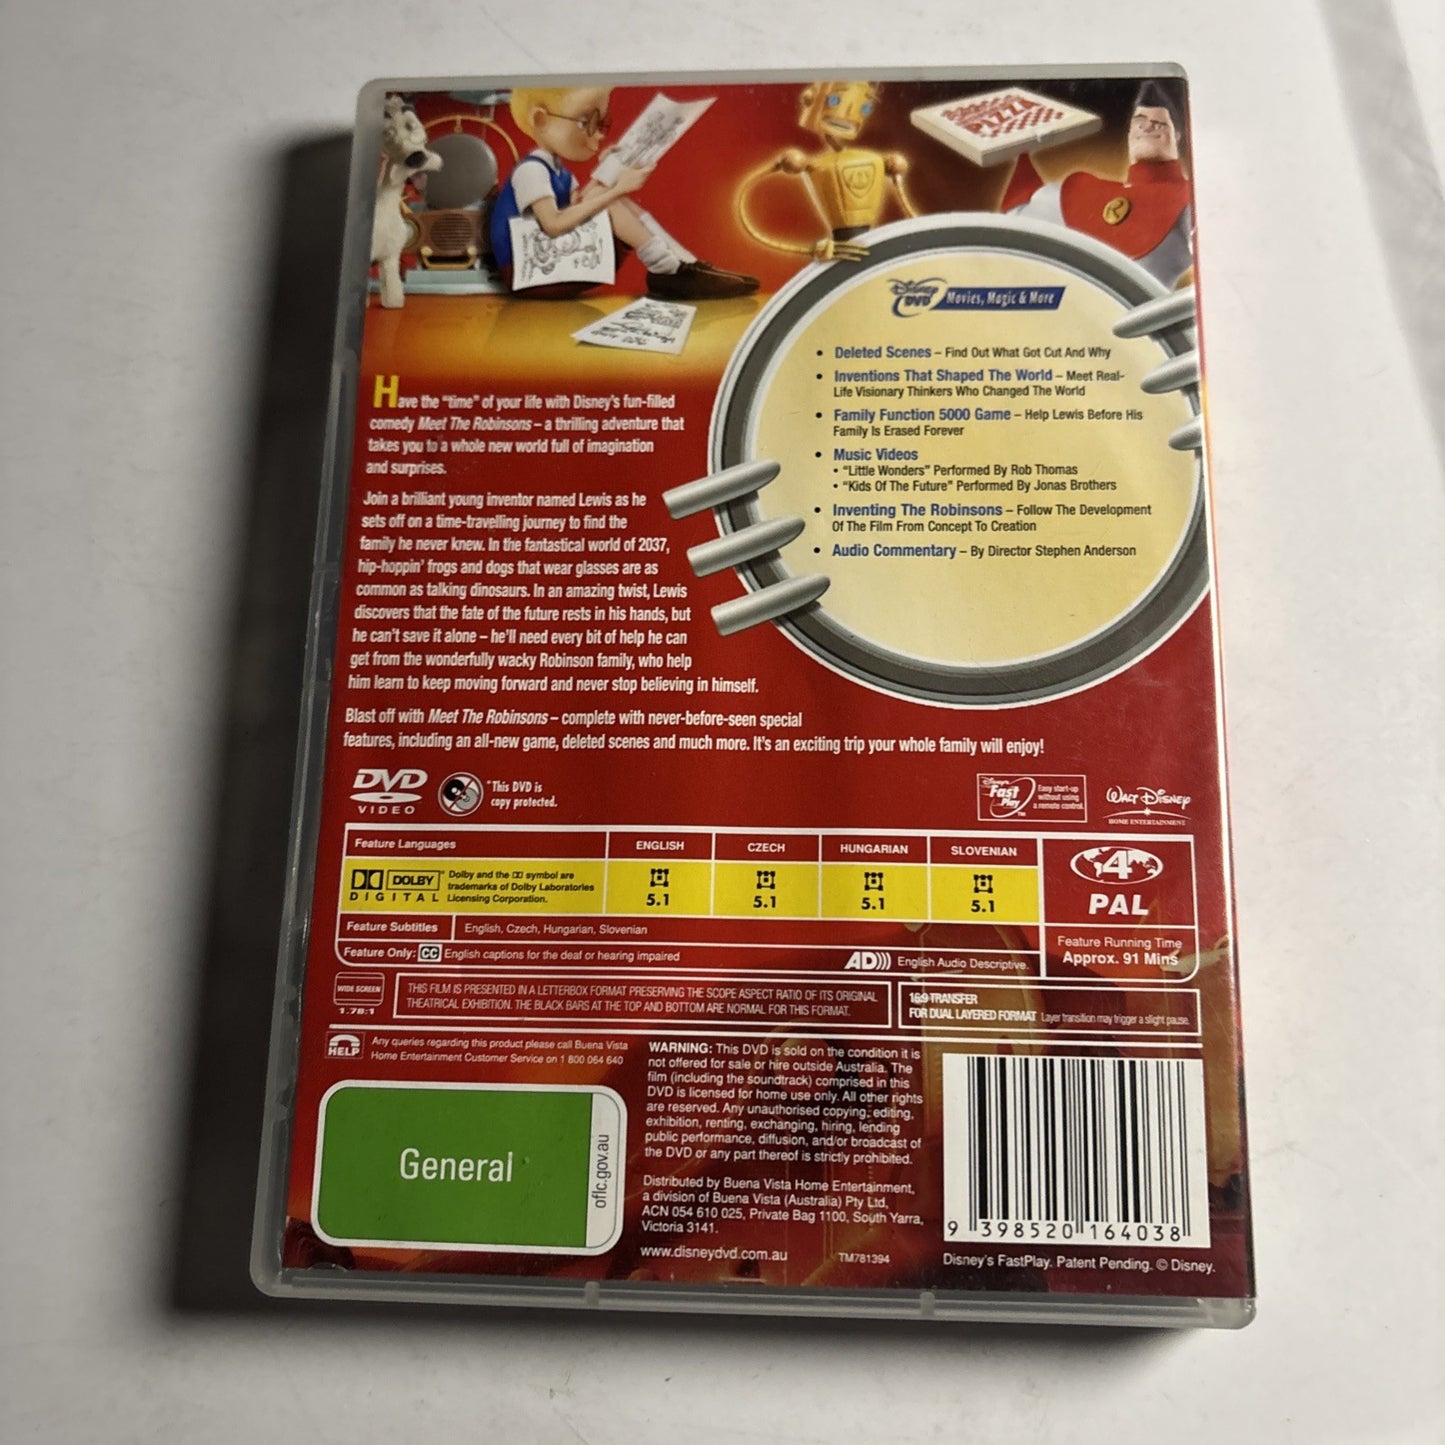 PIZZA
R
Disney DVD Movies, Magic & More
• Deleted Scenes – Find Out What Got Cut And Why
• Inventions That Shaped The World – Meet Real-
Life Visionary Thinkers Who Changed The World
• Family Function 5000 Game – Help Lewis Before His
Family Is Erased Forever
• Music Videos
• "Little Wonders" Performed By Rob Thomas
• "Kids Of The Future" Performed By Jonas Brothers
• Inventing The Robinsons – Follow The Development
Of The Film From Concept To Creation
• Audio Commentary – By Director Stephen Anderson
Have the "time" of your life with Disney's fun-filled
comedy Meet The Robinsons – a thrilling adventure that
takes you to a whole new world full of imagination
and surprises.
Join a brilliant young inventor named Lewis as he
sets off on a time-travelling journey to find the
family he never knew. In the fantastical world of 2037,
hip-hoppin' frogs and dogs that wear glasses are as
common as talking dinosaurs. In an amazing twist, Lewis
discovers that the fate of the future rests in his hands, but
he can't save it alone – he'll need every bit of help he can
get from the wonderfully wacky Robinson family, who help
him learn to keep moving forward and never stop believing in himself.
Blast off with Meet The Robinsons – complete with never-before-seen special
features, including an all-new game, deleted scenes and much more. It's an exciting trip your whole family will enjoy!
DVD
VIDEO
*This DVD is
copy protected.
Disney's
Fast
Play
™
Easy start-up
without using
a remote control.
Walt Disney
HOME ENTERTAINMENT
Feature Languages ENGLISH CZECH HUNGARIAN SLOVENIAN
DOLBY
DIGITAL
Dolby and the DD symbol are
trademarks of Dolby Laboratories
Licensing Corporation.
5.1 5.1 5.1 5.1
4
PAL
Feature Subtitles English, Czech, Hungarian, Slovenian
Feature Only: CC English captions for the deaf or hearing impaired
AD))) English Audio Descriptive.
Feature Running Time
Approx. 91 Mins
WIDE SCREEN
1.78:1
THIS FILM IS PRESENTED IN A LETTERBOX FORMAT PRESERVING THE SCOPE ASPECT RATIO OF ITS ORIGINAL
THEATRICAL EXHIBITION. THE BLACK BARS AT THE TOP AND BOTTOM ARE NORMAL FOR THIS FORMAT.
16:9 TRANSFER
FOR DUAL LAYERED FORMAT Layer transition may trigger a slight pause.
HELP
Any queries regarding this product please call Buena Vista
Home Entertainment Customer Service on 1 800 064 640
General
oflc.gov.au
WARNING: This DVD is sold on the condition it is
not offered for sale or hire outside Australia. The
film (including the soundtrack) comprised in this
DVD is licensed for home use only. All other rights
are reserved. Any unauthorised copying, editing,
exhibition, renting, exchanging, hiring, lending
public performance, diffusion, and/or broadcast of
the DVD or any part thereof is strictly prohibited.
Distributed by Buena Vista Home Entertainment,
a division of Buena Vista (Australia) Pty Ltd,
ACN 054 610 025, Private Bag 1100, South Yarra,
Victoria 3141.
www.disneydvd.com.au TM781394
9 398520 164038
Disney's FastPlay. Patent Pending. © Disney.